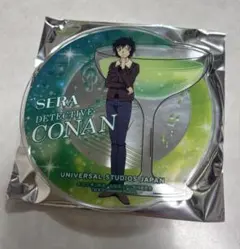 SERA
DETECTIVE
CONAN
UNIVERSAL STUDIOS JAPAN